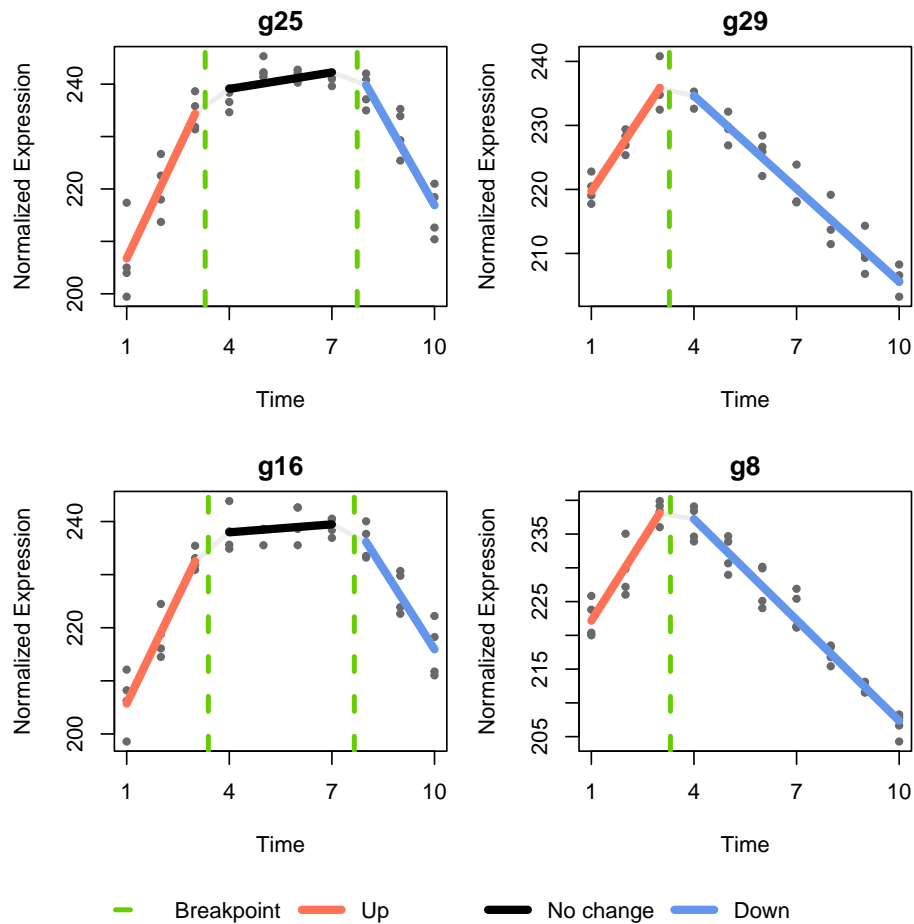 g25
Normalized Expression
200
220
240
1 4 7 10
Time
g29
Normalized Expression
210
220
230
240
1 4 7 10
Time
g16
Normalized Expression
200
220
240
1 4 7 10
Time
g8
Normalized Expression
205
215
225
235
1 4 7 10
Time
Breakpoint Up No change Down